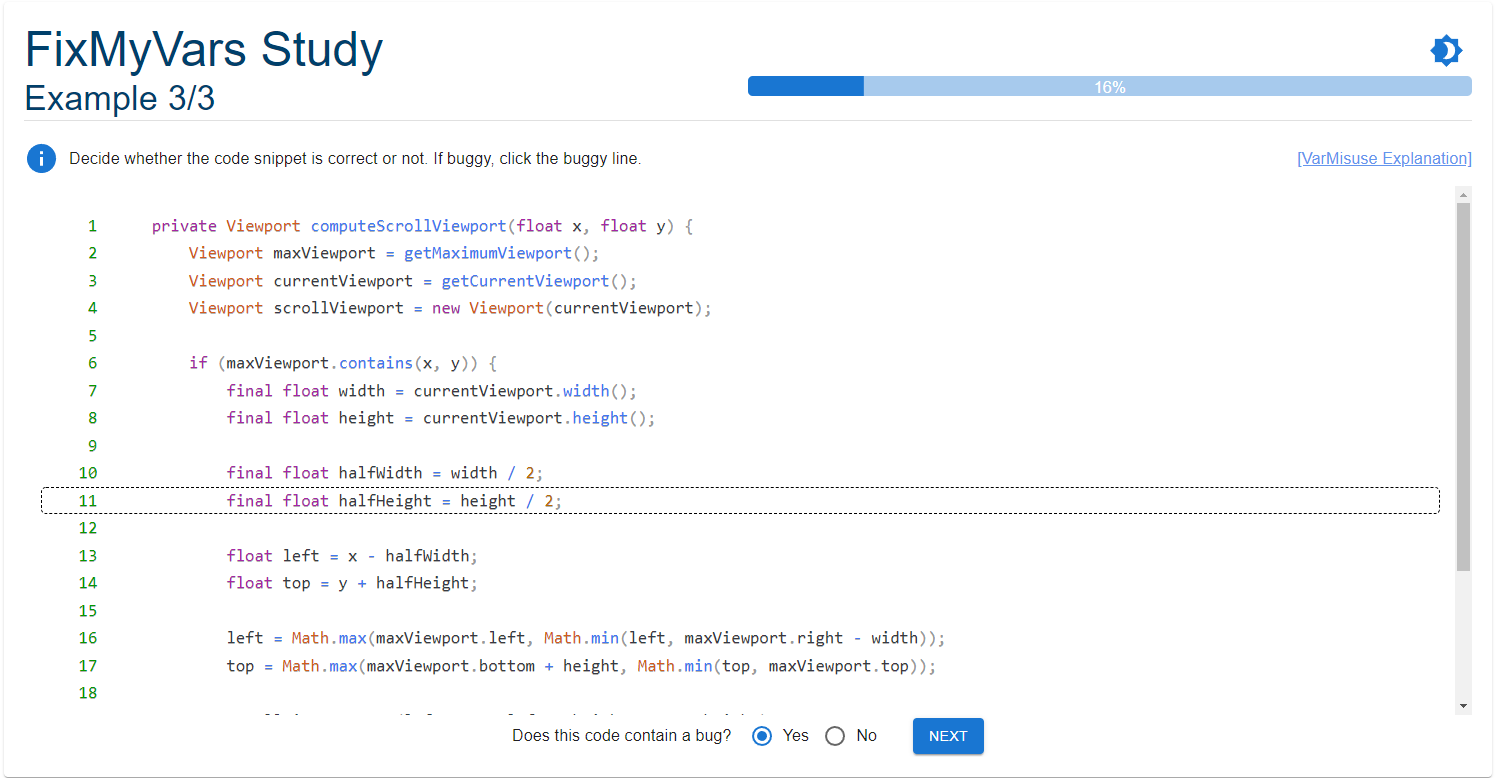 FixMyVars Study
Example 3/3
16%
Decide whether the code snippet is correct or not. If buggy, click the buggy line.
[VarMisuse Explanation]
1 private Viewport computeScrollViewport(float x, float y) {
2 Viewport maxViewport = getMaximumViewport();
3 Viewport currentViewport = getCurrentViewport();
4 Viewport scrollViewport = new Viewport(currentViewport);
5
6 if (maxViewport.contains(x, y)) {
7 final float width = currentViewport.width();
8 final float height = currentViewport.height();
9
10 final float halfWidth = width / 2;
11 final float halfHeight = height / 2;
12
13 float left = x - halfWidth;
14 float top = y + halfHeight;
15
16 left = Math.max(maxViewport.left, Math.min(left, maxViewport.right - width));
17 top = Math.max(maxViewport.bottom + height, Math.min(top, maxViewport.top));
18
Does this code contain a bug? Yes No NEXT